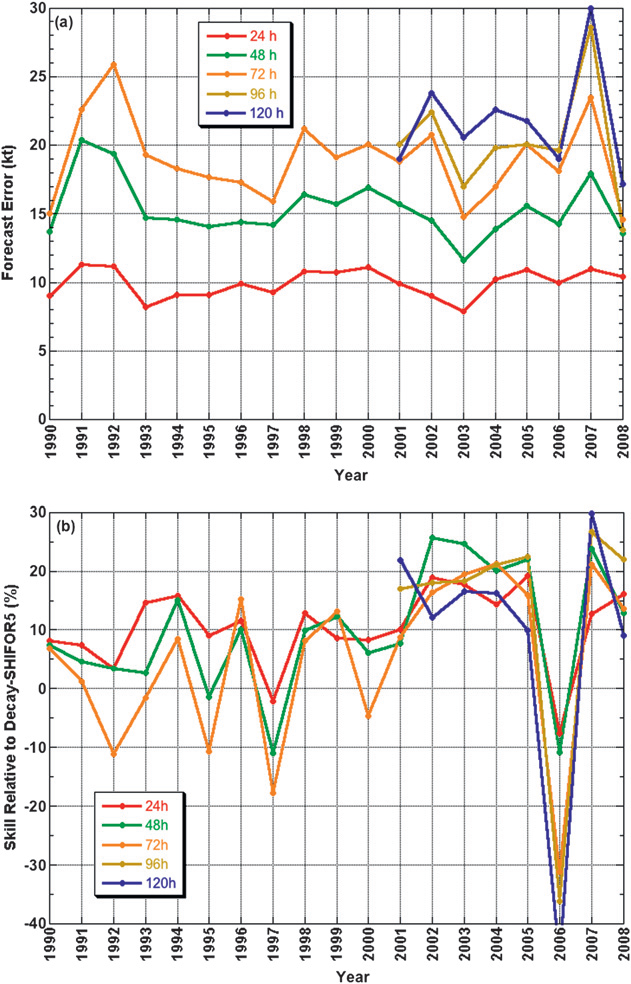 (a)
24 h
48 h
72 h
96 h
120 h
Forecast Error (kt)
30
25
20
15
10
5
0
1990 1991 1992 1993 1994 1995 1996 1997 1998 1999 2000 2001 2002 2003 2004 2005 2006 2007 2008
Year
(b)
Skill Relative to Decay-SHIFOR5 (%)
30
20
10
0
-10
-20
-30
-40
24h
48h
72h
96h
120h
1990 1991 1992 1993 1994 1995 1996 1997 1998 1999 2000 2001 2002 2003 2004 2005 2006 2007 2008
Year